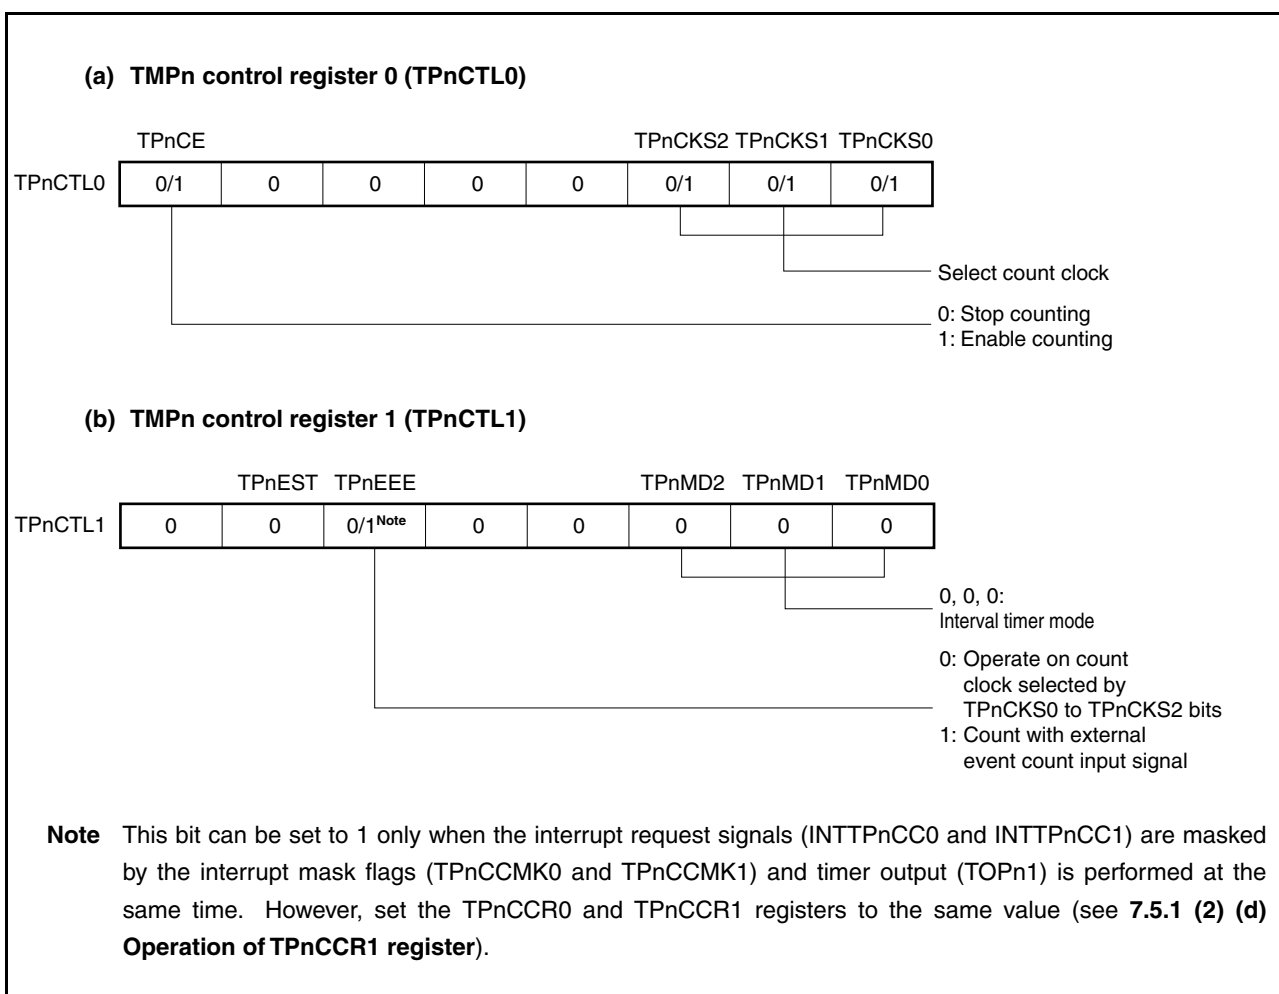 (a) TMPn control register 0 (TPnCTL0)
TPnCE TPnCKS2 TPnCKS1 TPnCKS0
TPnCTL0 0/1 0 0 0 0 0/1 0/1 0/1
Select count clock
0: Stop counting
1: Enable counting
(b) TMPn control register 1 (TPnCTL1)
TPnEST TPnEEE TPnMD2 TPnMD1 TPnMD0
TPnCTL1 0 0 0/1Note 0 0 0 0 0
0, 0, 0:
Interval timer mode
0: Operate on count
clock selected by
TPnCKS0 to TPnCKS2 bits
1: Count with external
event count input signal
Note This bit can be set to 1 only when the interrupt request signals (INTTPnCC0 and INTTPnCC1) are masked
by the interrupt mask flags (TPnCCMK0 and TPnCCMK1) and timer output (TOPn1) is performed at the
same time. However, set the TPnCCR0 and TPnCCR1 registers to the same value (see 7.5.1 (2) (d)
Operation of TPnCCR1 register).